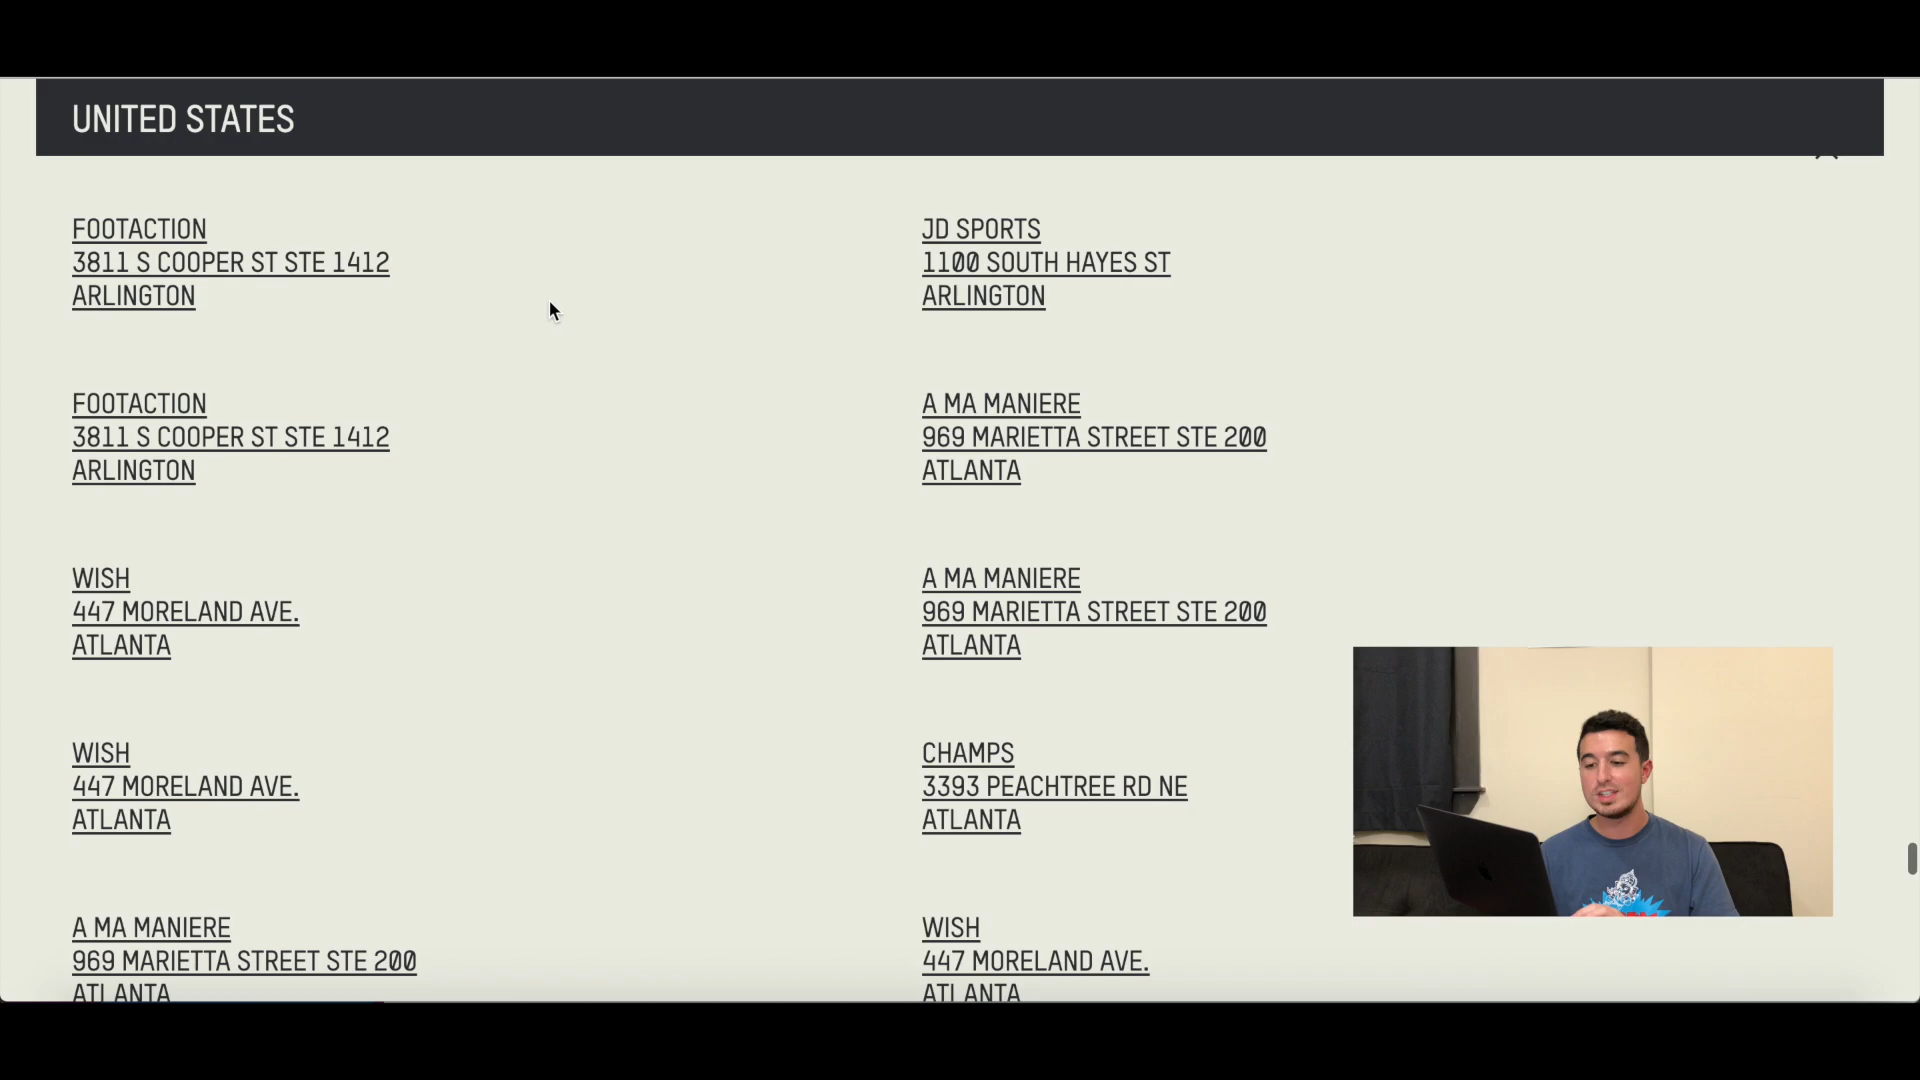 UNITED STATES
FOOTACTION
3811 S COOPER ST STE 1412
ARLINGTON
JD SPORTS
1100 SOUTH HAYES ST
ARLINGTON
FOOTACTION
3811 S COOPER ST STE 1412
ARLINGTON
A MA MANIERE
969 MARIETTA STREET STE 200
ATLANTA
WISH
447 MORELAND AVE.
ATLANTA
A MA MANIERE
969 MARIETTA STREET STE 200
ATLANTA
WISH
447 MORELAND AVE.
ATLANTA
CHAMPS
3393 PEACHTREE RD NE
ATLANTA
A MA MANIERE
969 MARIETTA STREET STE 200
ATLANTA
WISH
447 MORELAND AVE.
ATLANTA